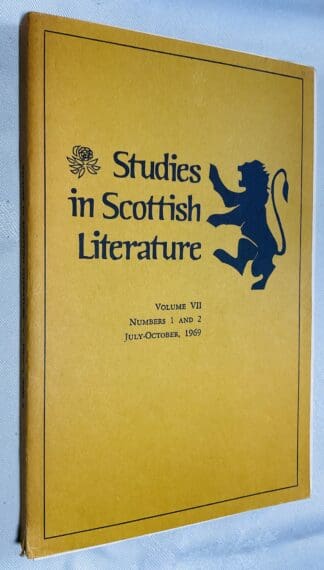 Studies
in Scottish
Literature
VOLUME VII
NUMBERS 1 AND 2
JULY-OCTOBER, 1969